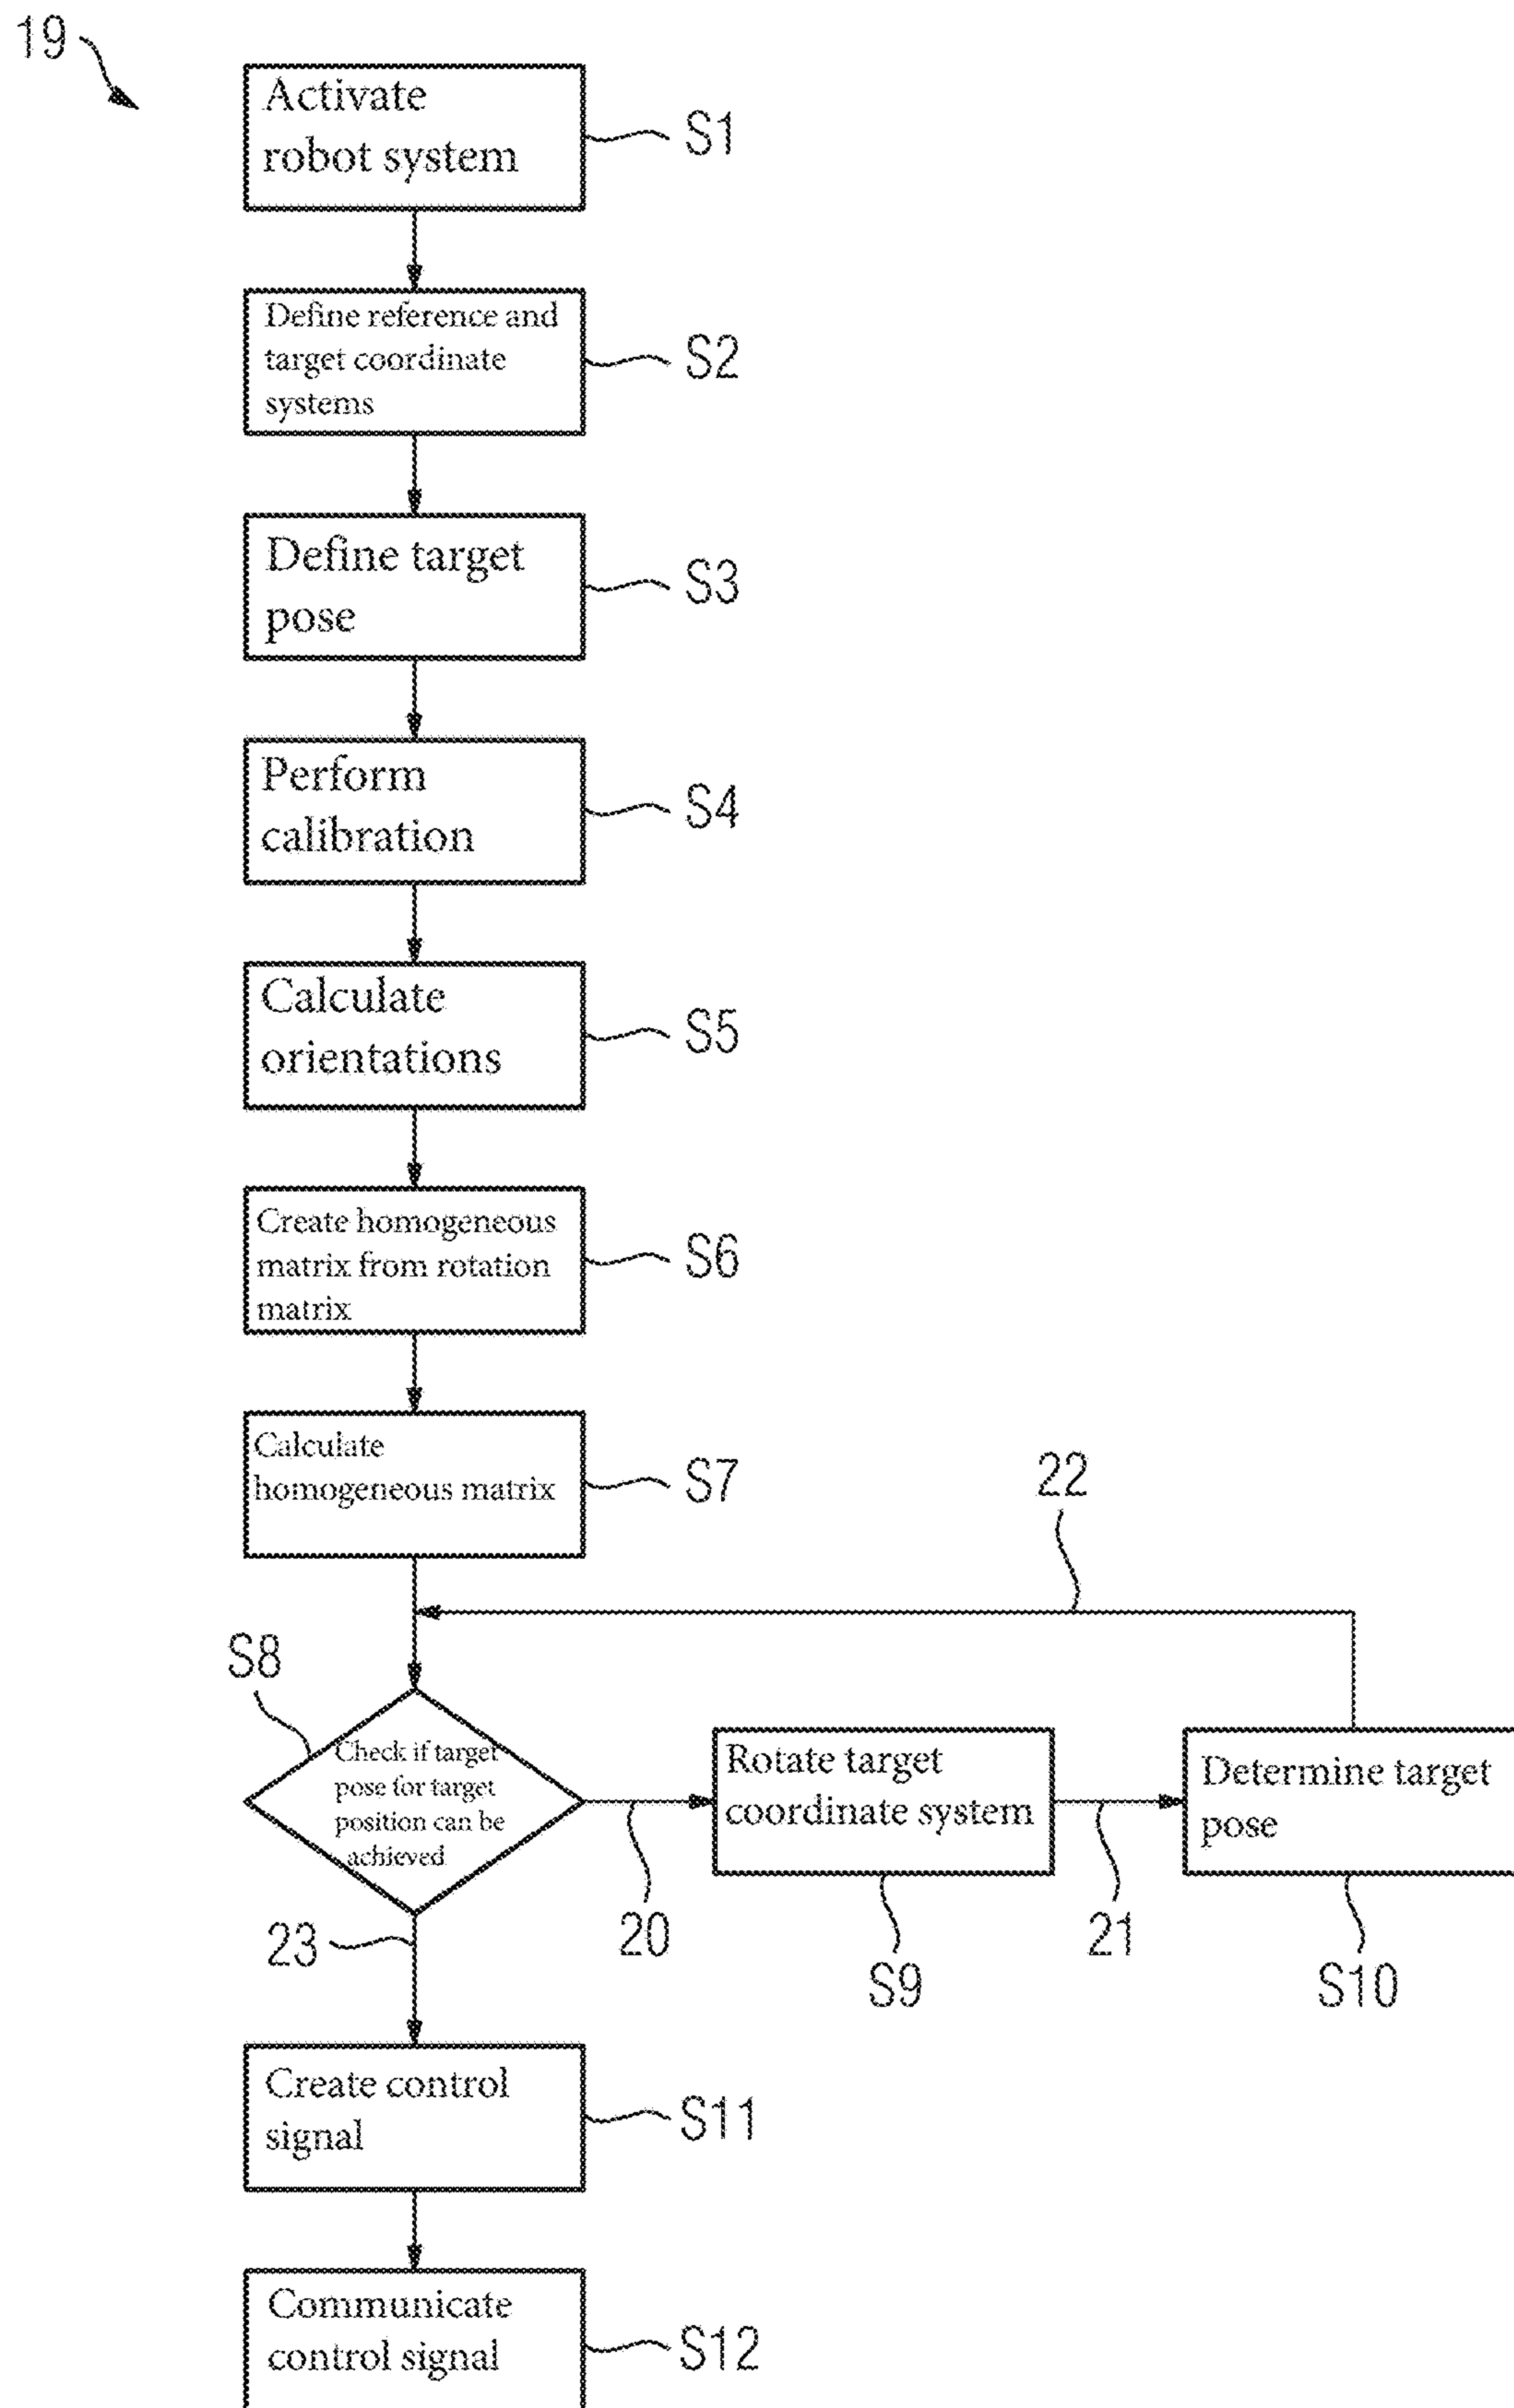 19
Activate
robot system
S1
Define reference and
target coordinate
systems
S2
Define target
pose
S3
Perform
calibration
S4
Calculate
orientations
S5
Create homogeneous
matrix from rotation
matrix
S6
Calculate
homogeneous matrix
S7
22
S8
Check if target
pose for target
position can be
achieved
Rotate target
coordinate system
Determine target
pose
23
20
21
S9
S10
Create control
signal
S11
Communicate
control signal
S12